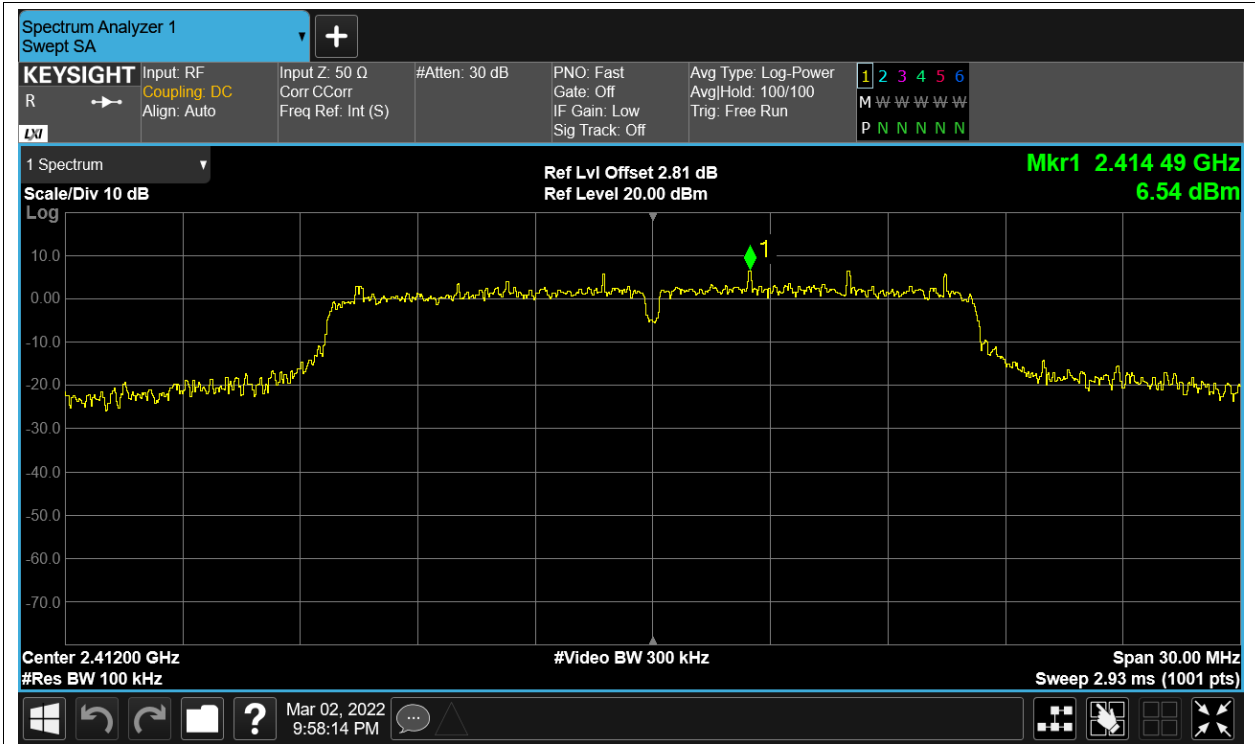 Spectrum Analyzer 1
Swept SA
+
KEYSIGHT
R
LXI
Input: RF
Coupling: DC
Align: Auto
Input Z: 50 Ω
Corr CCorr
Freq Ref: Int (S)
#Atten: 30 dB
PNO: Fast
Gate: Off
IF Gain: Low
Sig Track: Off
Avg Type: Log-Power
Avg|Hold: 100/100
Trig: Free Run
1 2 3 4 5 6
M W W W W W
P N N N N N
1 Spectrum
Scale/Div 10 dB
Log
Ref Lvl Offset 2.81 dB
Ref Level 20.00 dBm
Mkr1 2.414 49 GHz
6.54 dBm
1
10.0
0.00
-10.0
-20.0
-30.0
-40.0
-50.0
-60.0
-70.0
Center 2.41200 GHz
#Res BW 100 kHz
#Video BW 300 kHz
Span 30.00 MHz
Sweep 2.93 ms (1001 pts)
?
Mar 02, 2022
9:58:14 PM